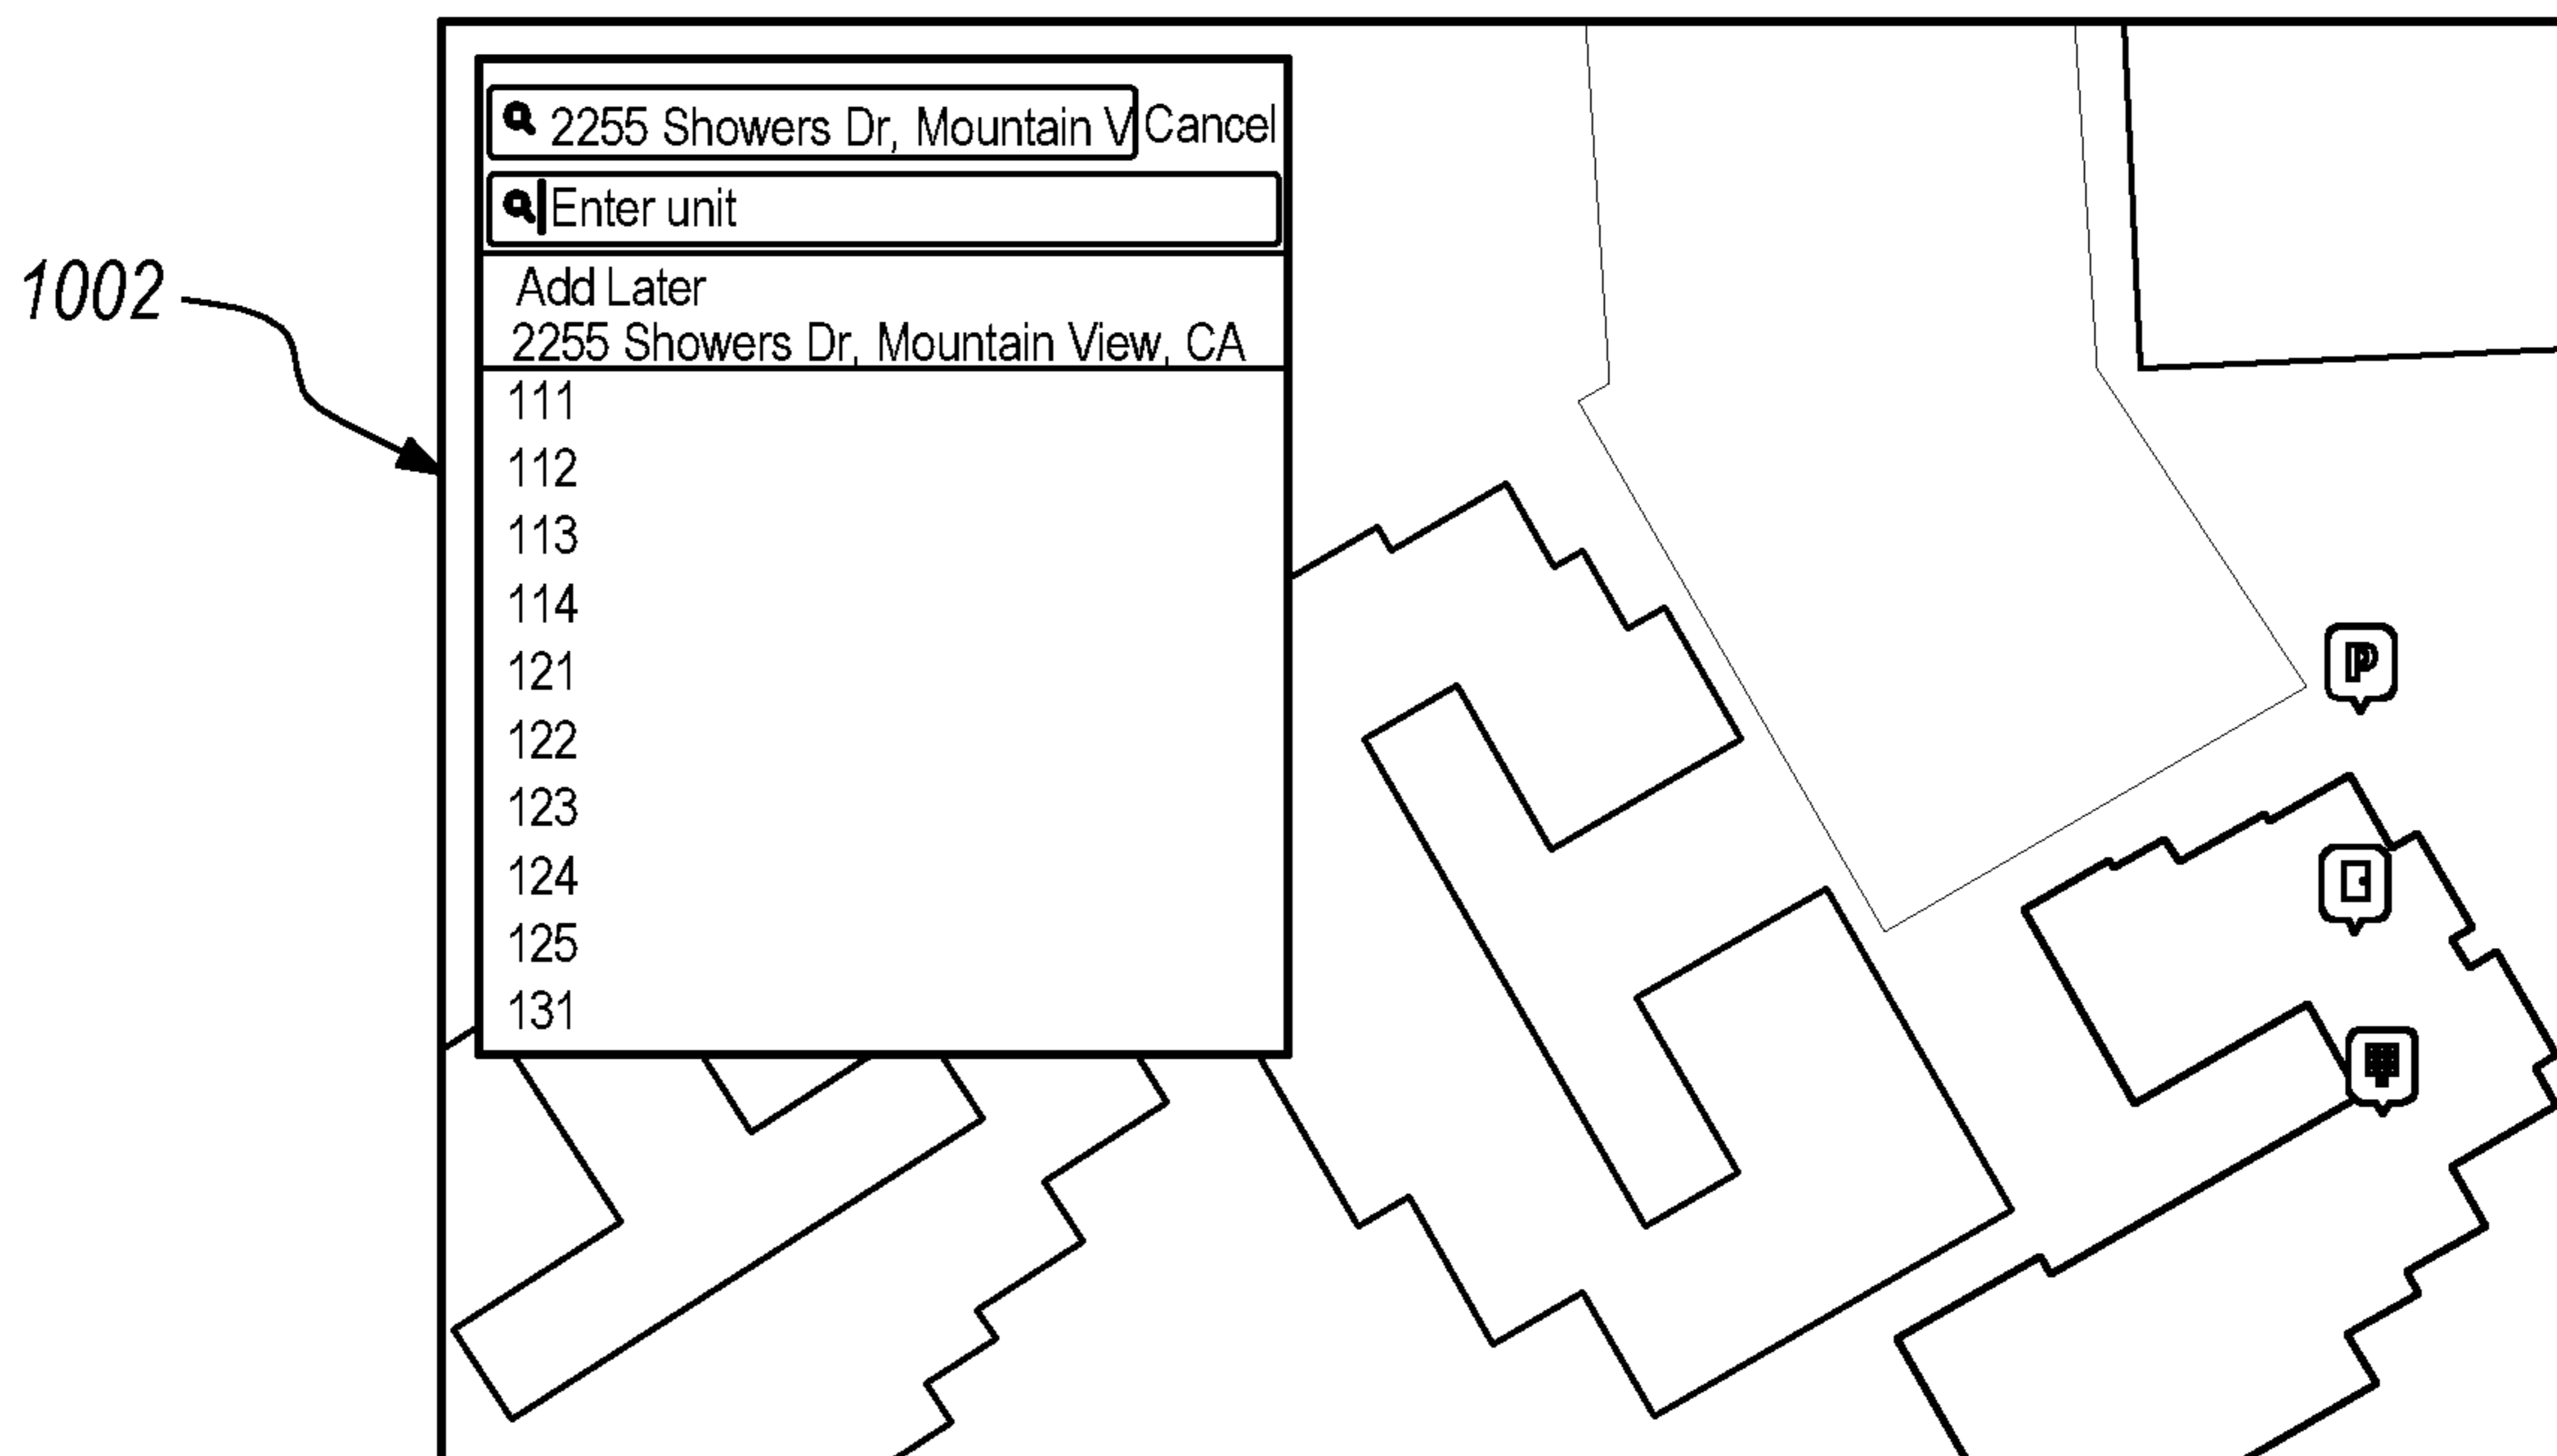 1002
2255 Showers Dr, Mountain V Cancel
Enter unit
Add Later
2255 Showers Dr, Mountain View, CA
111
112
113
114
121
122
123
124
125
131
P